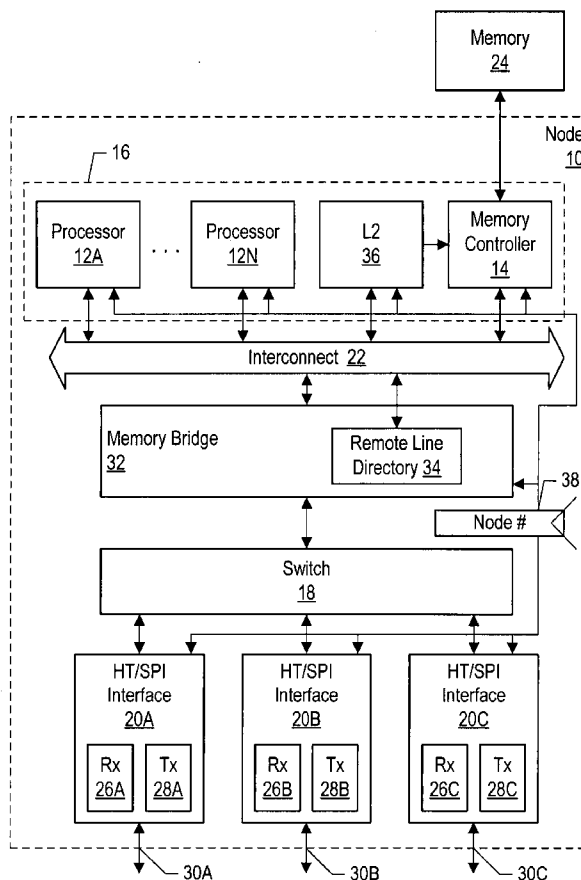 Memory
24
Node
10
16
Processor
12A
. . .
Processor
12N
L2
36
Memory
Controller
14
Interconnect 22
Memory Bridge
32
Remote Line
Directory 34
38
Node #
Switch
18
HT/SPI
Interface
20A
Rx
26A
Tx
28A
HT/SPI
Interface
20B
Rx
26B
Tx
28B
HT/SPI
Interface
20C
Rx
26C
Tx
28C
30A
30B
30C